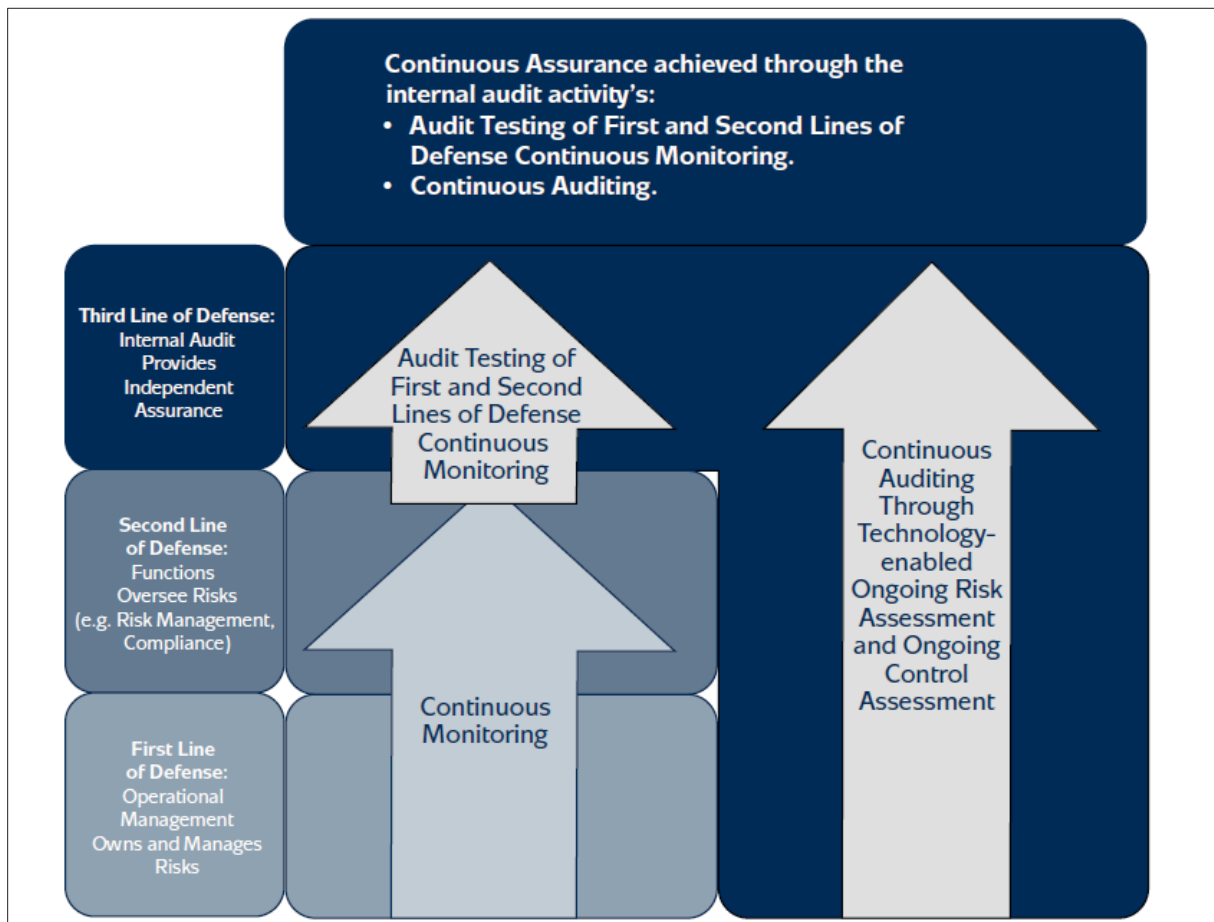 Continuous Assurance achieved through the
internal audit activity's:
• Audit Testing of First and Second Lines of
Defense Continuous Monitoring.
• Continuous Auditing.
Third Line of Defense:
Internal Audit
Provides
Independent
Assurance
Audit Testing of
First and Second
Lines of Defense
Continuous
Monitoring
Continuous
Auditing
Through
Technology-
enabled
Ongoing Risk
Assessment
and Ongoing
Control
Assessment
Second Line
of Defense:
Functions
Oversee Risks
(e.g. Risk Management,
Compliance)
Continuous
Monitoring
First Line
of Defense:
Operational
Management
Owns and Manages
Risks